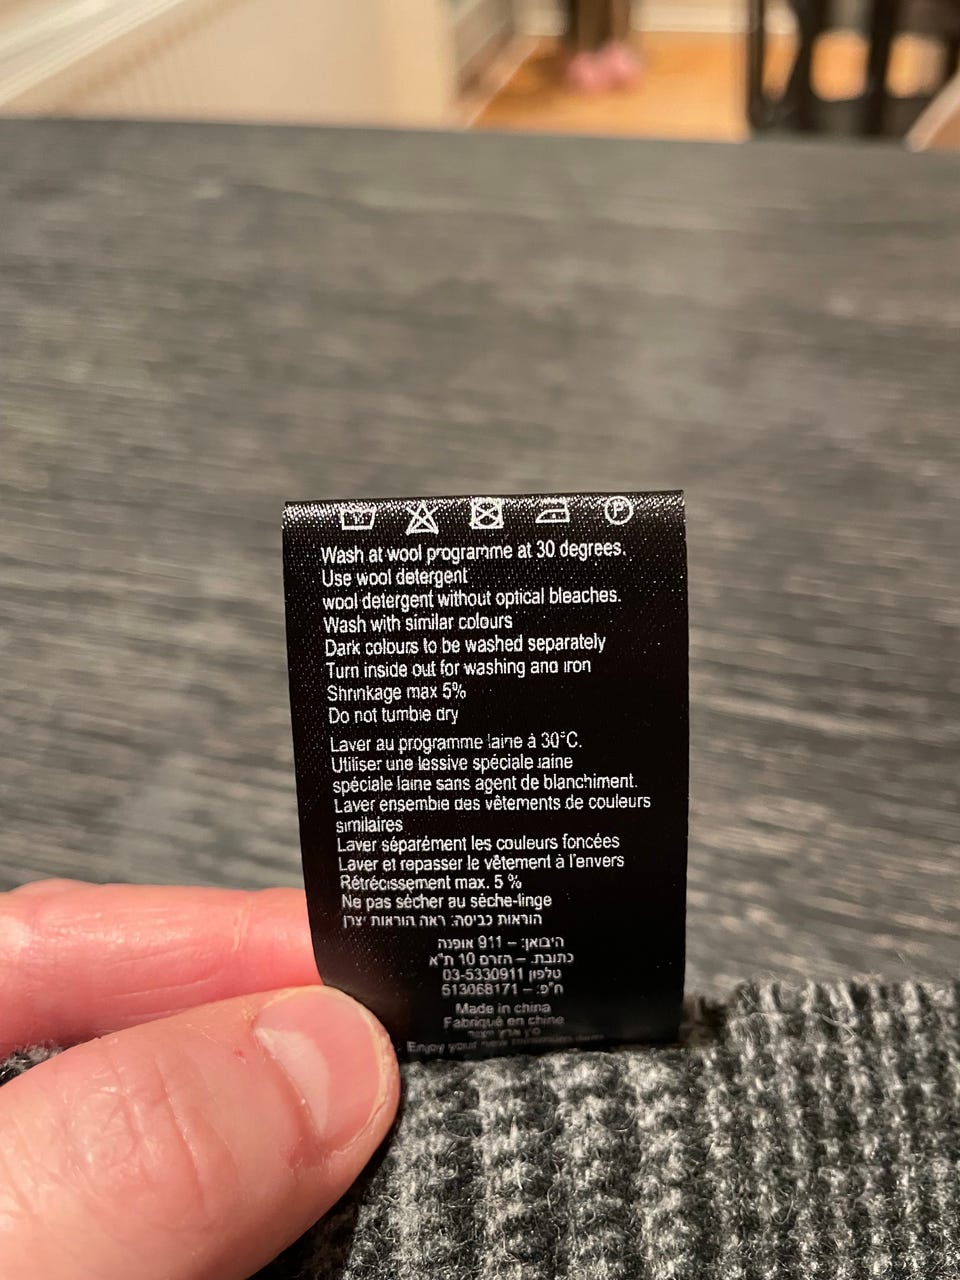 P
Wash at wool programme at 30 degrees.
Use wool detergent
wool detergent without optical bleaches.
Wash with similar colours
Dark colours to be washed separately
Turn inside out for washing and iron
Shrinkage max 5%
Do not tumble dry
Laver au programme laine à 30°C.
Utiliser une lessive spéciale laine
spéciale laine sans agent de blanchiment.
Laver ensemble des vêtements de couleurs
similaires
Laver séparément les couleurs foncées
Laver et repasser le vêtement à l'envers
Rétrécissement max. 5 %
Ne pas sécher au sèche-linge
הוראות כביסה: ראה הוראות יצרן
היבואן: – 911 אופנה
כתובת. – הזרם 10 ת"א
טלפון 03-5330911
ח"פ: – 513068171
Made in china
Fabriqué en chine
Enjoy your new